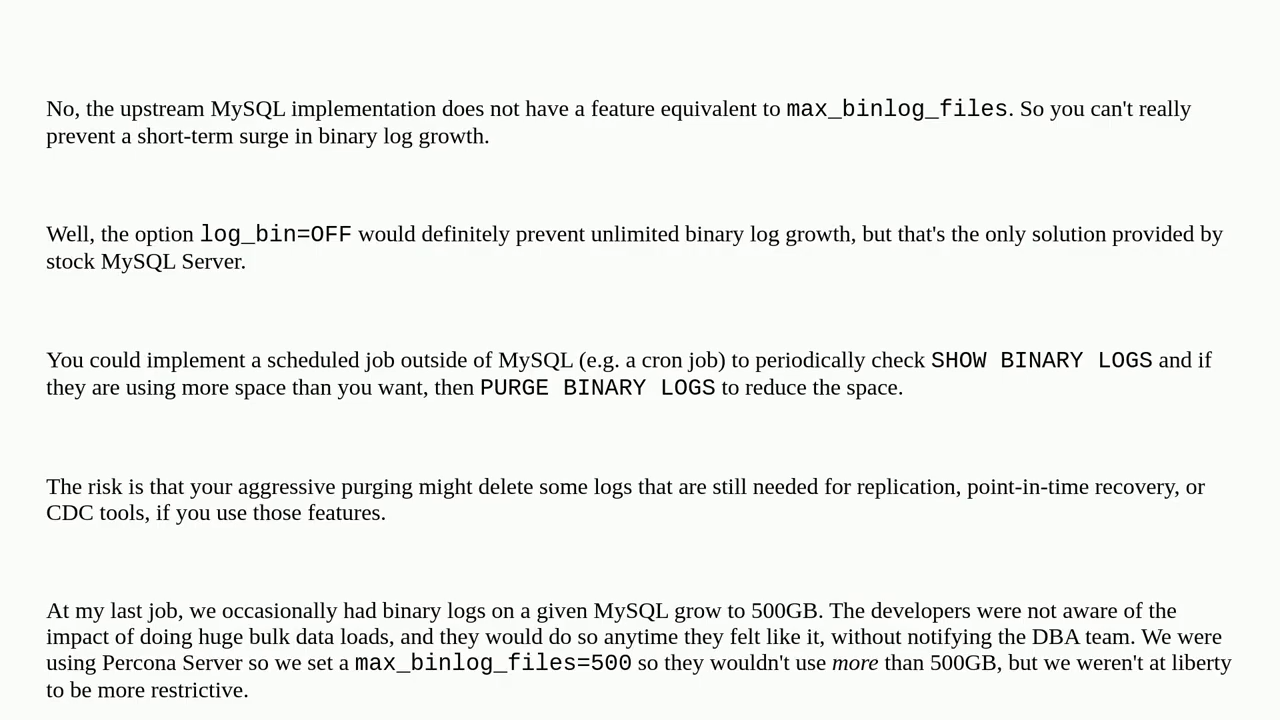 No, the upstream MySQL implementation does not have a feature equivalent to max_binlog_files. So you can't really
prevent a short-term surge in binary log growth.
Well, the option log_bin=OFF would definitely prevent unlimited binary log growth, but that's the only solution provided by
stock MySQL Server.
You could implement a scheduled job outside of MySQL (e.g. a cron job) to periodically check SHOW BINARY LOGS and if
they are using more space than you want, then PURGE BINARY LOGS to reduce the space.
The risk is that your aggressive purging might delete some logs that are still needed for replication, point-in-time recovery, or
CDC tools, if you use those features.
At my last job, we occasionally had binary logs on a given MySQL grow to 500GB. The developers were not aware of the
impact of doing huge bulk data loads, and they would do so anytime they felt like it, without notifying the DBA team. We were
using Percona Server so we set a max_binlog_files=500 so they wouldn't use more than 500GB, but we weren't at liberty
to be more restrictive.